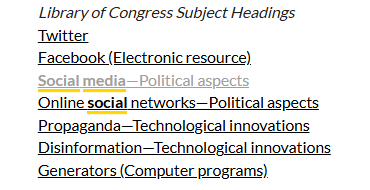 Library of Congress Subject Headings
Twitter
Facebook (Electronic resource)
Social media—Political aspects
Online social networks—Political aspects
Propaganda—Technological innovations
Disinformation—Technological innovations
Generators (Computer programs)